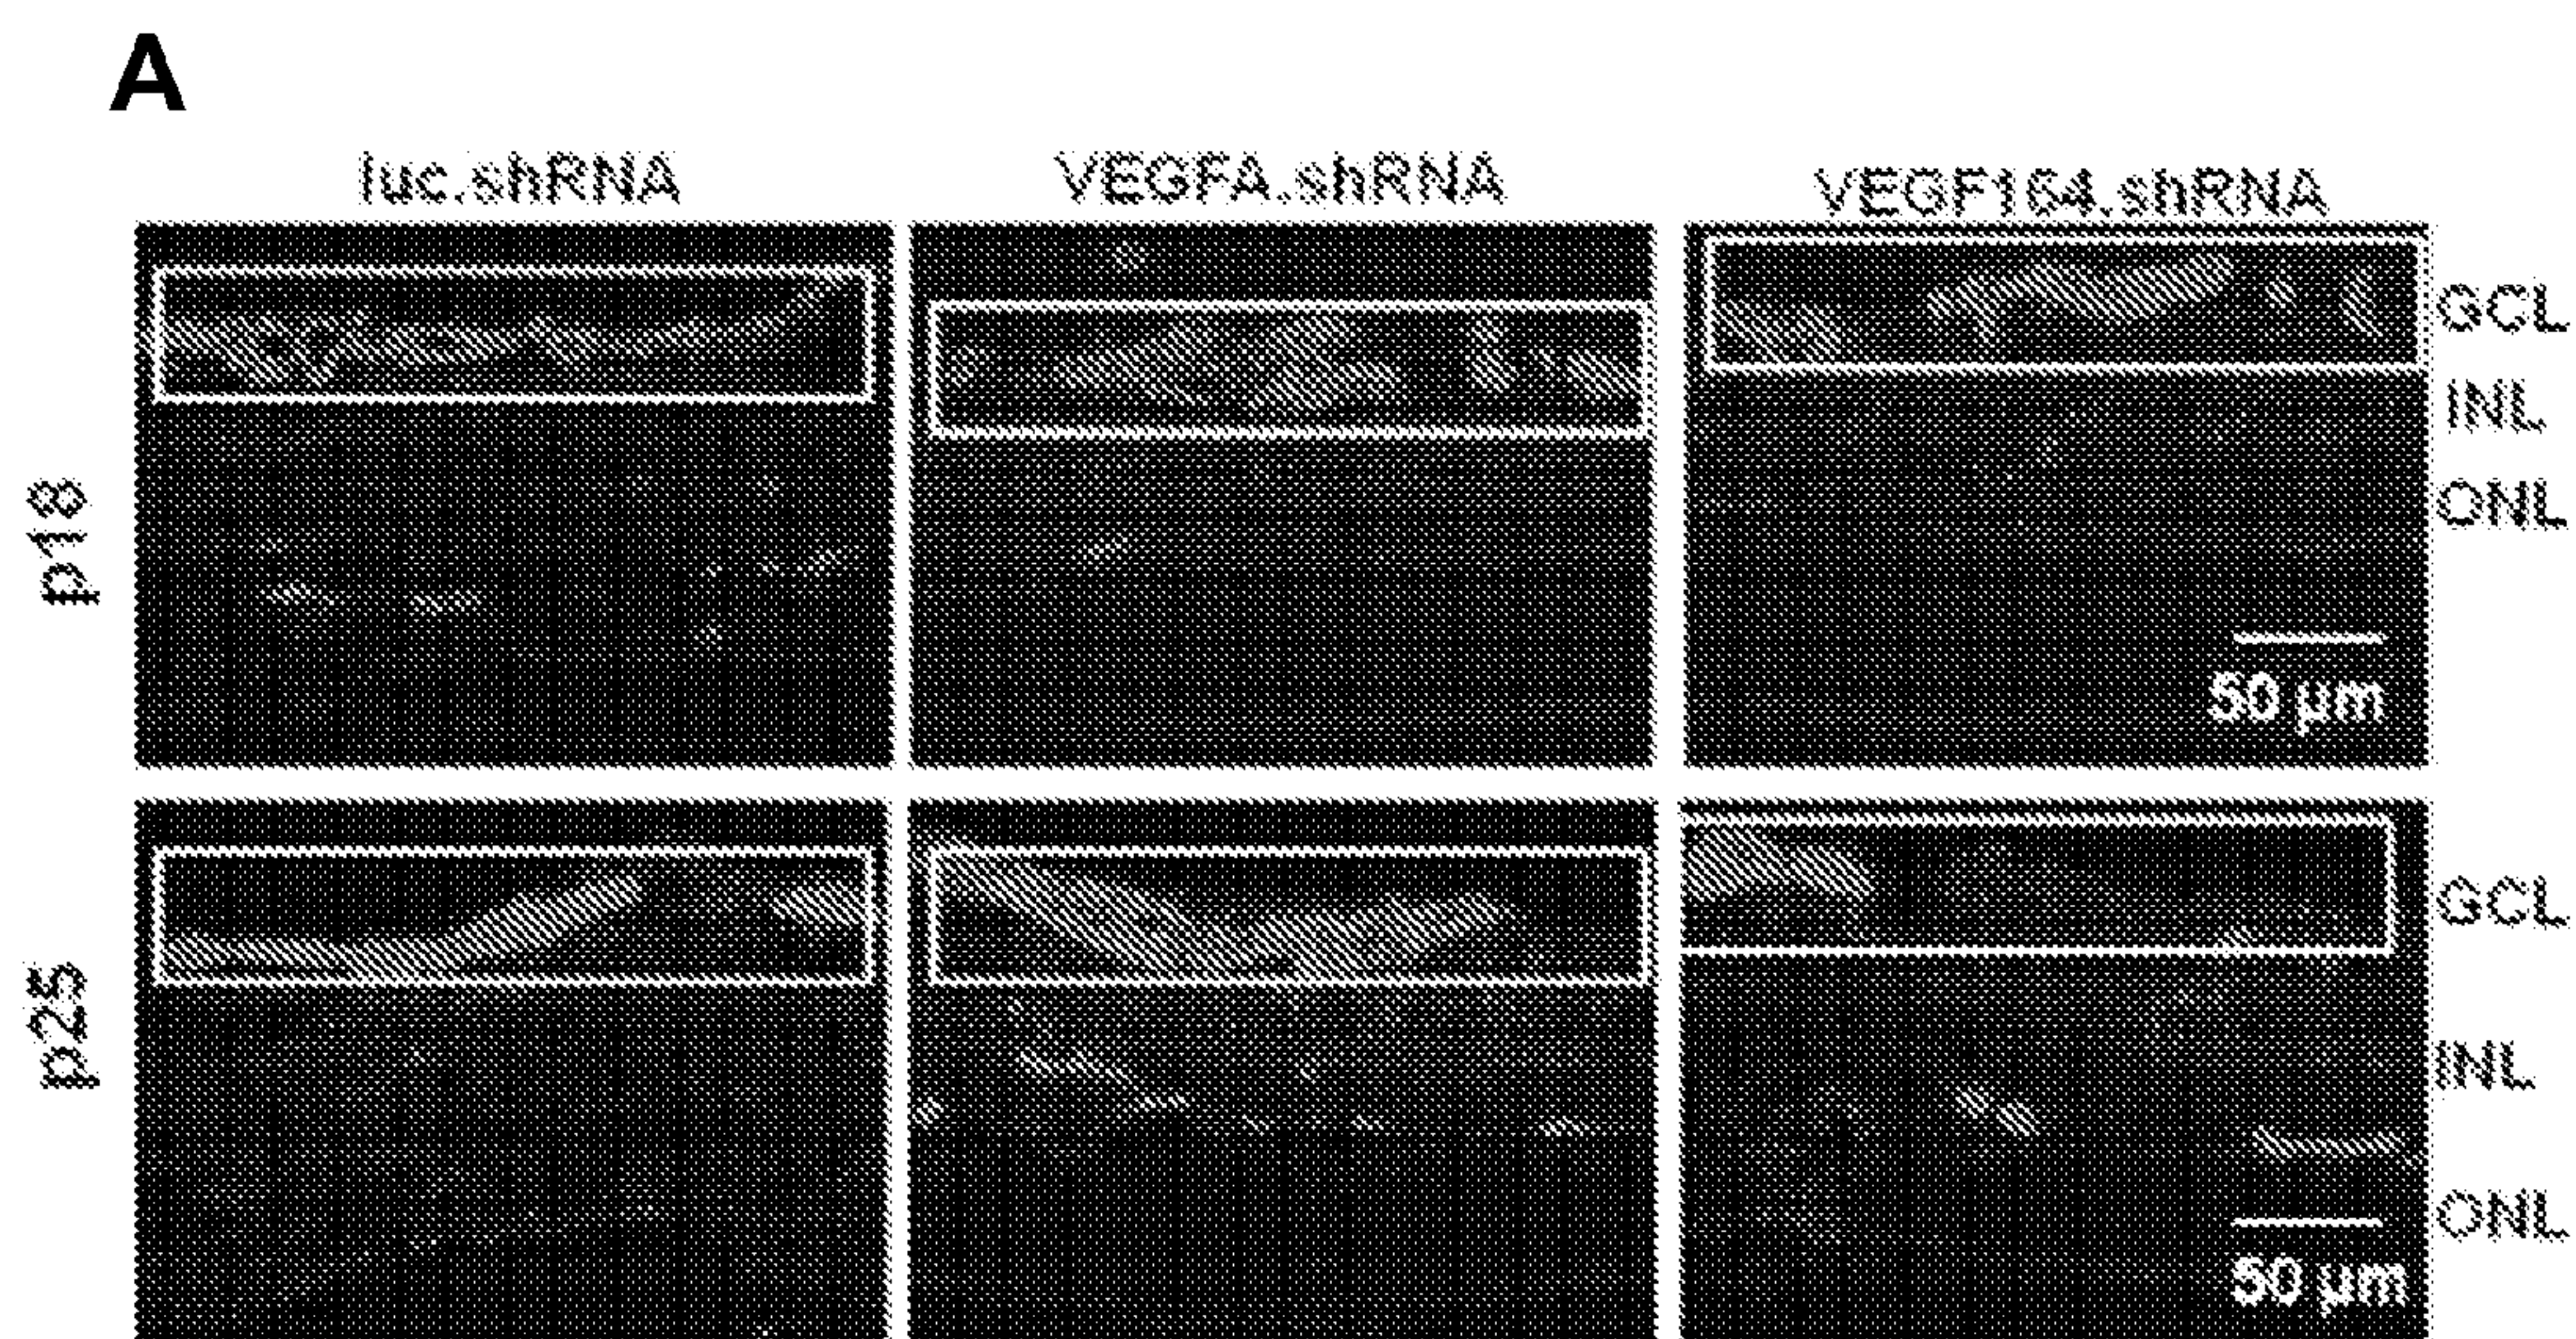 A
luc.shRNA
VEGFA.shRNA
VEGF164.shRNA
p18
GCL
INL
ONL
50 µm
p25
GCL
INL
ONL
50 µm